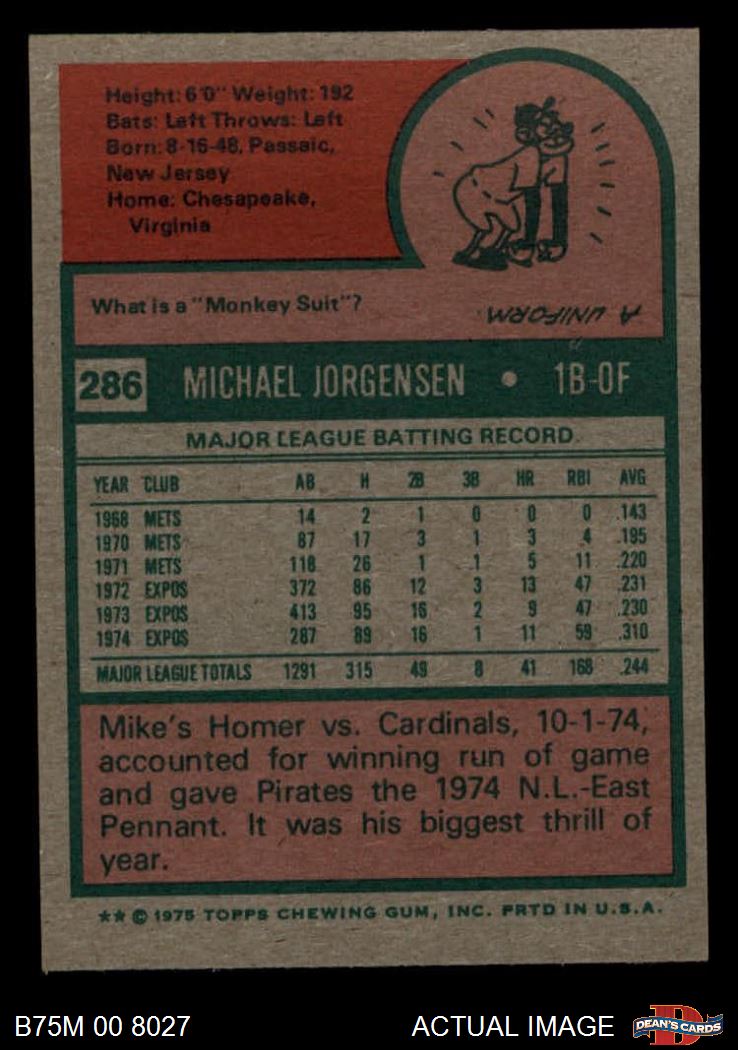 Height: 6'0" Weight: 192
Bats: Left Throws: Left
Born: 8-16-48, Passaic,
New Jersey
Home: Chesapeake,
Virginia
What is a "Monkey Suit"?
A UNIFORM.
286 MICHAEL JORGENSEN • 1B-OF
MAJOR LEAGUE BATTING RECORD
YEAR CLUB AB H 2B 3B HR RBI AVG
1968 METS 14 2 1 0 0 0 .143
1970 METS 87 17 3 1 3 4 .195
1971 METS 118 26 1 1 5 11 .220
1972 EXPOS 372 86 12 3 13 47 .231
1973 EXPOS 413 95 16 2 9 47 .230
1974 EXPOS 287 89 16 1 11 59 .310
MAJOR LEAGUE TOTALS 1291 315 49 8 41 168 .244
Mike's Homer vs. Cardinals, 10-1-74,
accounted for winning run of game
and gave Pirates the 1974 N.L.-East
Pennant. It was his biggest thrill of
year.
** © 1975 TOPPS CHEWING GUM, INC. PRTD IN U.S.A.
B75M 00 8027 ACTUAL IMAGE D DEAN'S CARDS